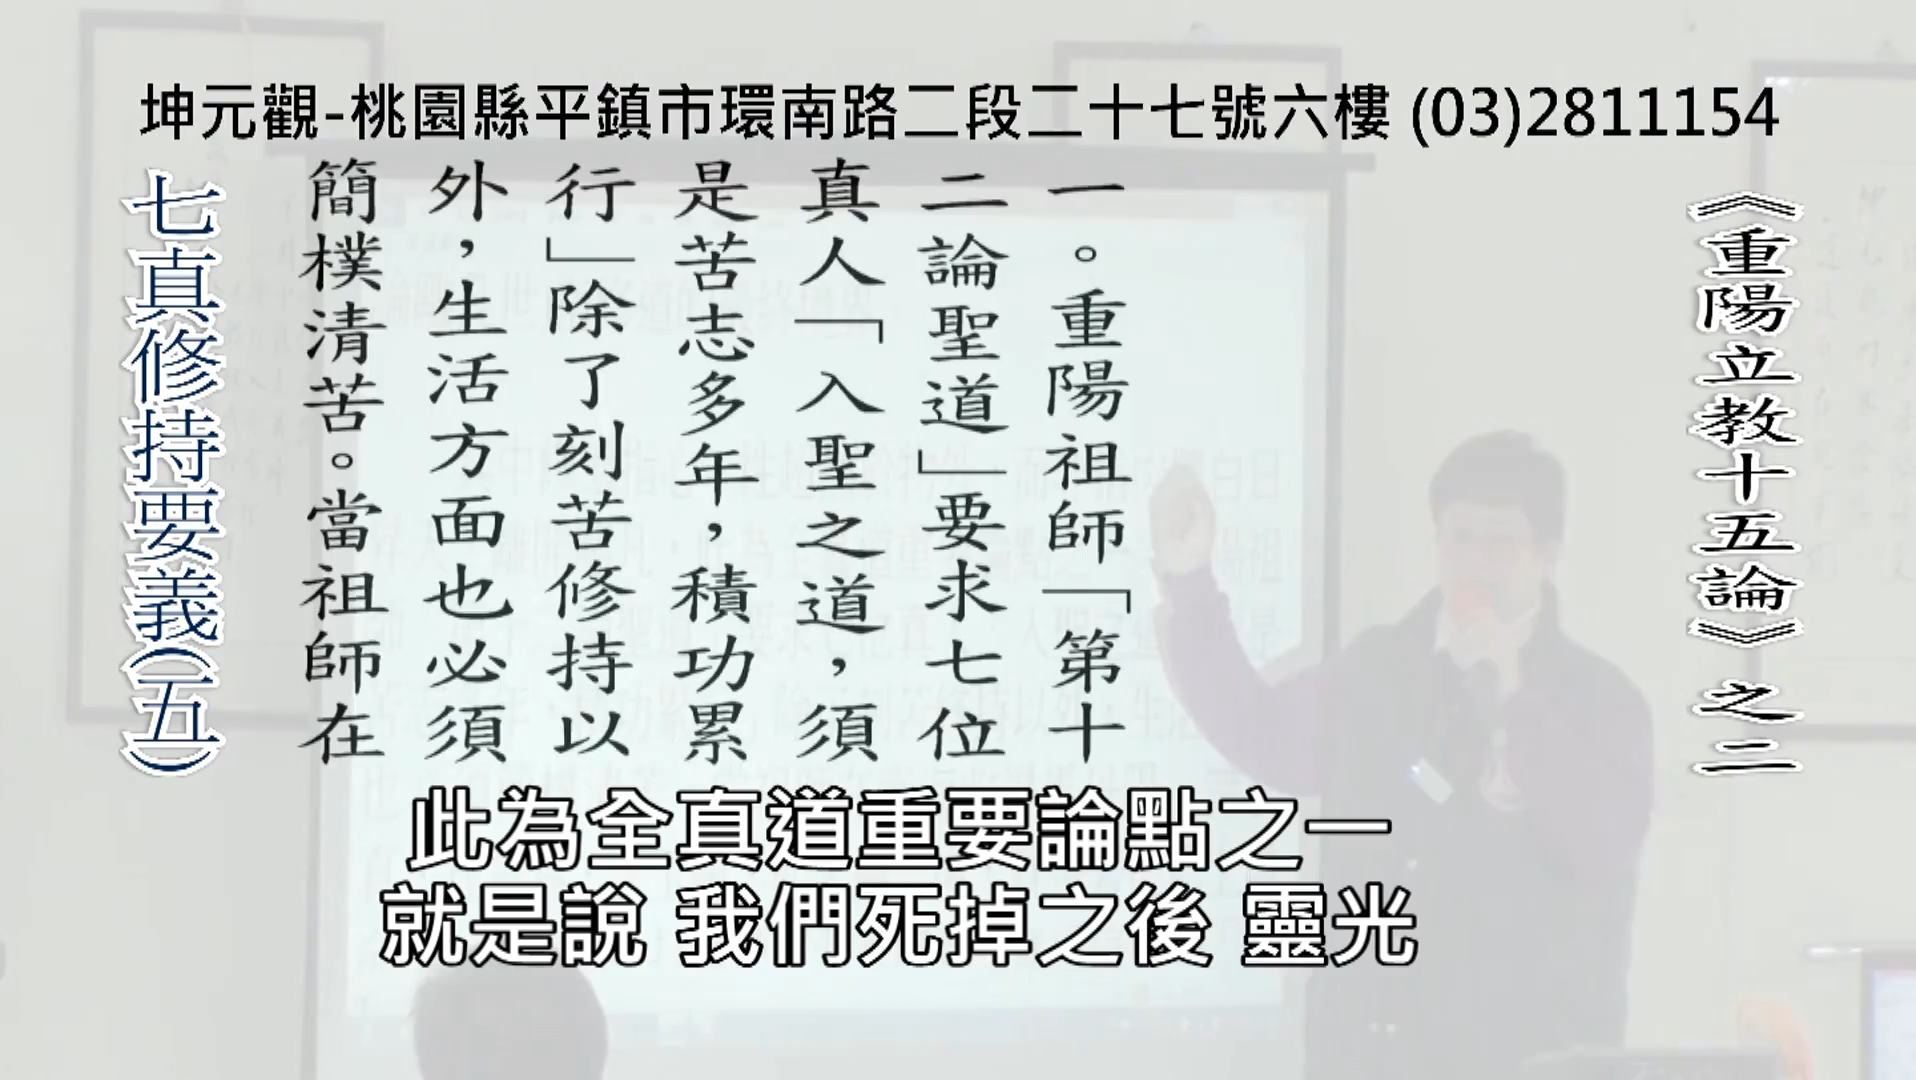 坤元觀-桃園縣平鎮市環南路二段二十七號六樓 (03)2811154
《重陽立教十五論》之二
一。重陽祖師「第十
二論聖道」要求七位
真人「入聖之道，須
是苦志多年，積功累
行」除了刻苦修持以
外，生活方面也必須
簡樸清苦。當祖師在
七真修持要義(五)
此為全真道重要論點之一
就是說 我們死掉之後 靈光